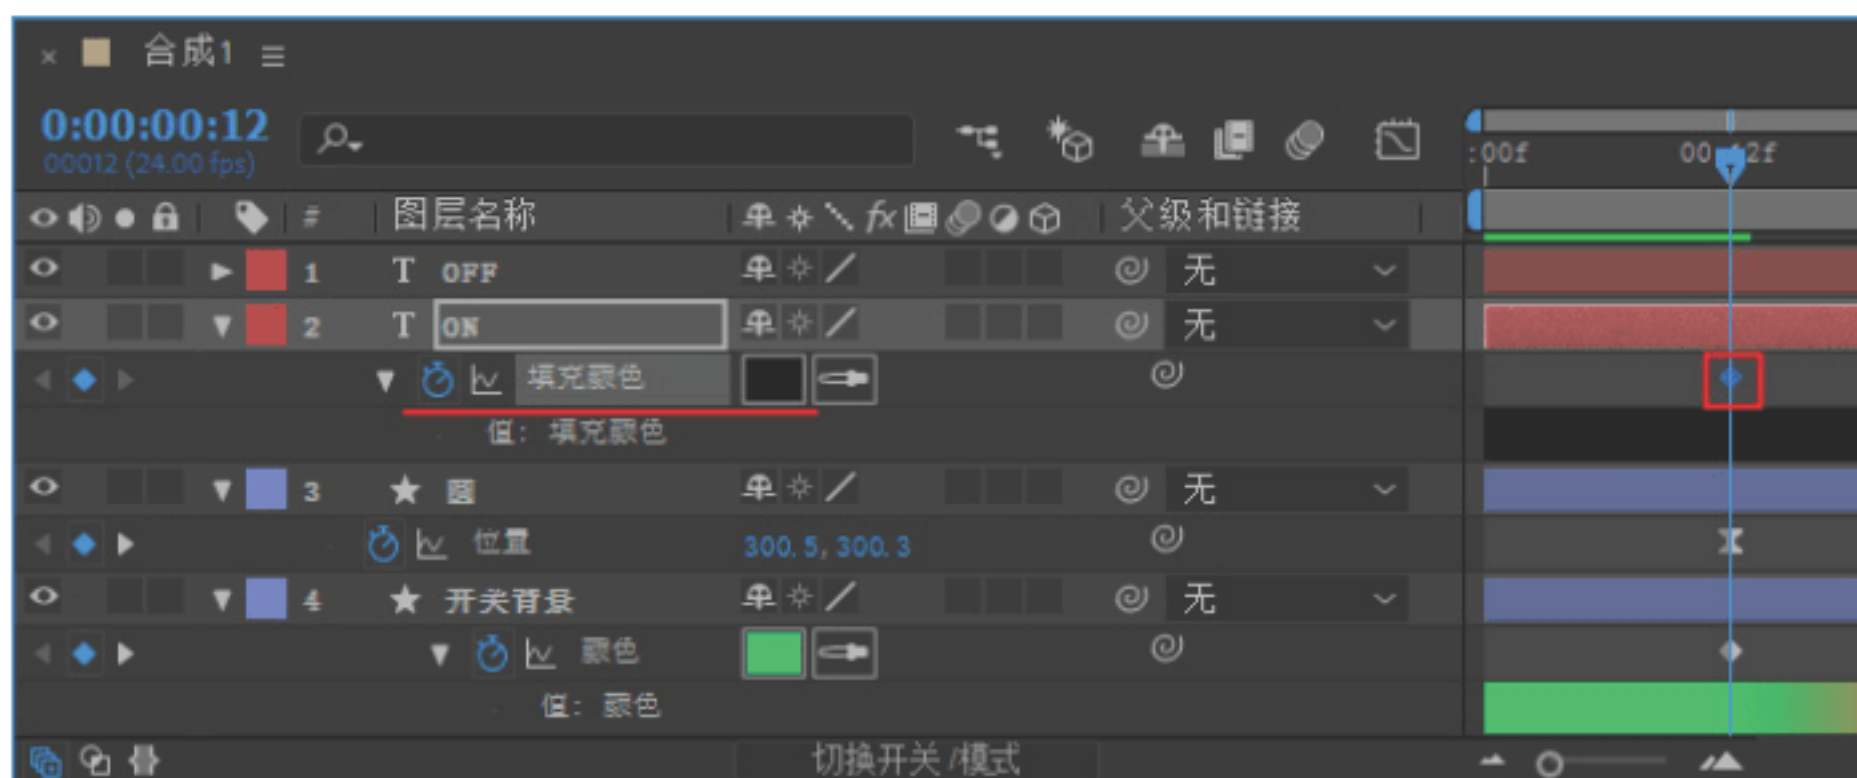 合成1
0:00:00:12
00012 (24.00 fps)
:00f
00:12f
# 图层名称 fx 父级和链接
1 T OFF 无
2 T ON 无
填充颜色
值: 填充颜色
3 圆 无
位置 300.5, 300.3
4 开关背景 无
颜色
值: 颜色
切换开关/模式